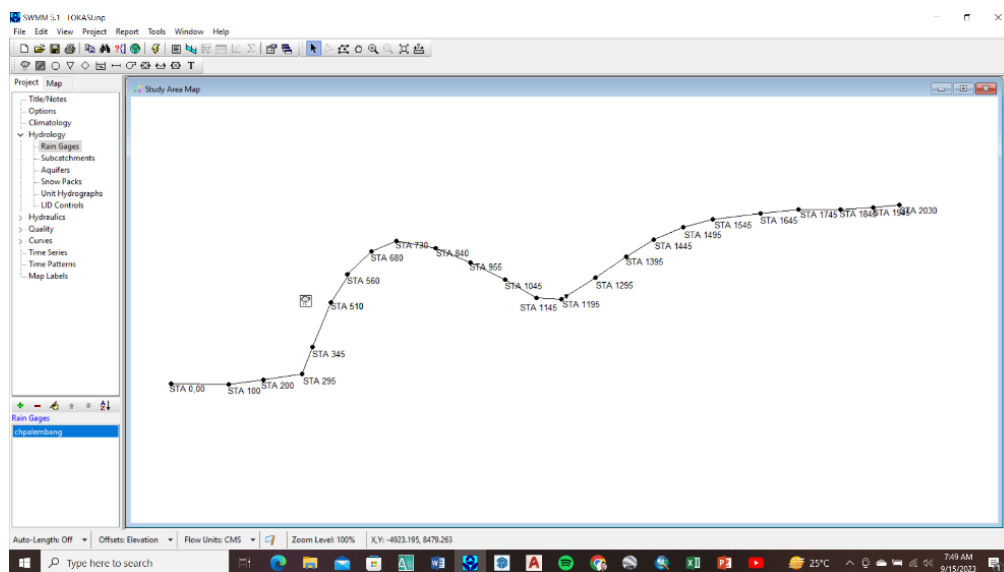 SWMM 5.1 - LOKASI.inp
File Edit View Project Report Tools Window Help
T
Project Map
Study Area Map
Title/Notes
Options
Climatology
Hydrology
Rain Gages
Subcatchments
Aquifers
Snow Packs
Unit Hydrographs
LID Controls
Hydraulics
Quality
Curves
Time Series
Time Patterns
Map Labels
STA 0,00
STA 100
STA 200
STA 295
STA 345
STA 510
STA 560
STA 680
STA 730
STA 840
STA 955
STA 1045
STA 1145
STA 1195
STA 1295
STA 1395
STA 1445
STA 1495
STA 1545
STA 1645
STA 1745
STA 1845
STA 1945
STA 2030
Rain Gages
chpalembang
Auto-Length: Off Offsets: Elevation Flow Units: CMS Zoom Level: 100% X,Y: -4923.195, 8479.263
Type here to search 25°C 7:49 AM
9/15/2023